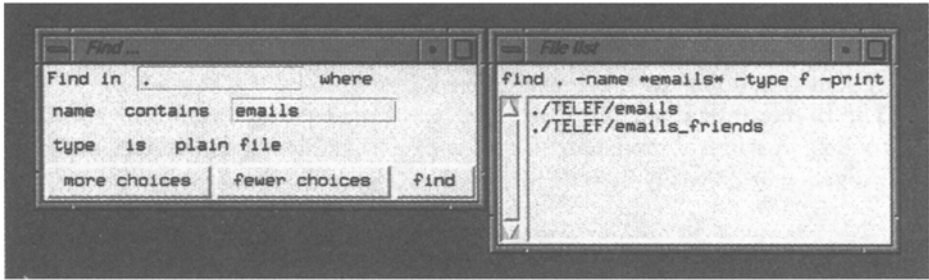 Find ...
Find in . where
name contains emails
type is plain file
more choices fewer choices find
File list
find . -name *emails* -type f -print
./TELEF/emails
./TELEF/emails_friends